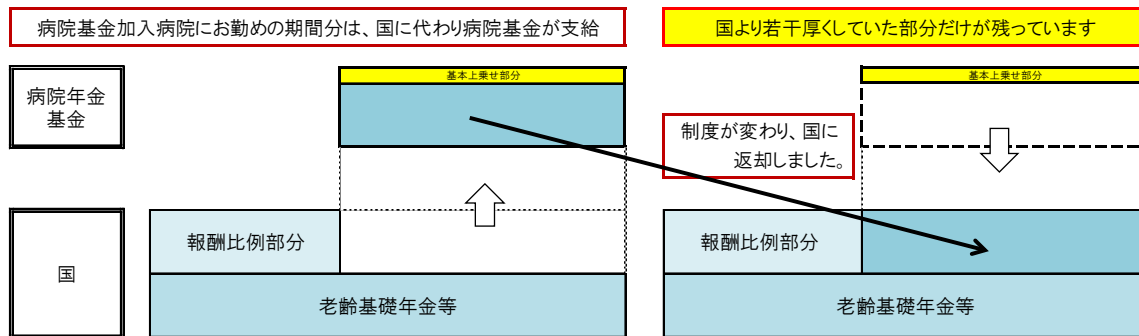 病院基金加入病院にお勤めの期間分は、国に代わり病院基金が支給
国より若干厚くしていた部分だけが残っています
病院年金
基金
基本上乗せ部分
基本上乗せ部分
制度が変わり、国に
返却しました。
国
報酬比例部分
報酬比例部分
老齢基礎年金等
老齢基礎年金等